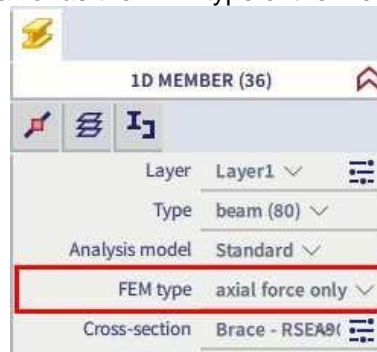 1D MEMBER (36)
Layer Layer1
Type beam (80)
Analysis model Standard
FEM type axial force only
Cross-section Brace -